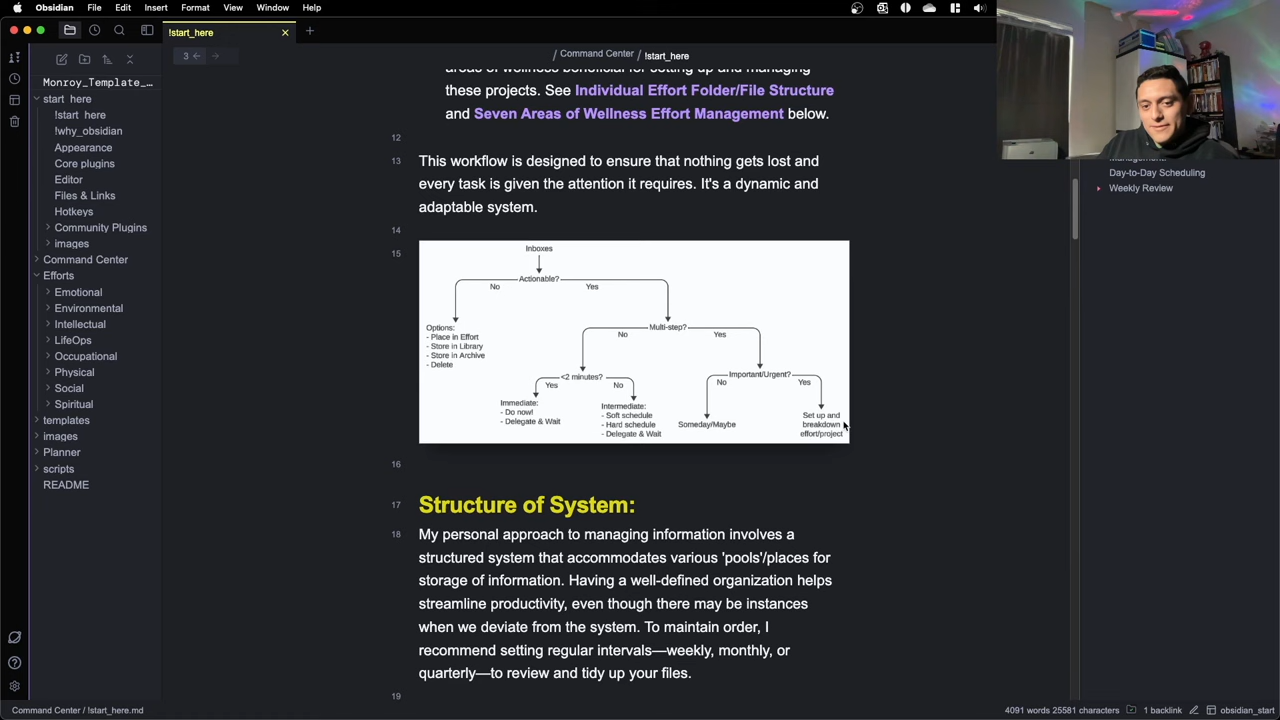 Obsidian File Edit Insert Format View Window Help
!start_here
3
/ Command Center / !start_here
Monroy_Template_...
start here
!start here
!why_obsidian
Appearance
Core plugins
Editor
Files & Links
Hotkeys
Community Plugins
images
Command Center
Efforts
Emotional
Environmental
Intellectual
LifeOps
Occupational
Physical
Social
Spiritual
templates
images
Planner
scripts
README
areas of wellness beneficial for setting up and managing
these projects. See Individual Effort Folder/File Structure
and Seven Areas of Wellness Effort Management below.
12
13 This workflow is designed to ensure that nothing gets lost and
every task is given the attention it requires. It's a dynamic and
adaptable system.
14
15
Inboxes
Actionable?
No Yes
Options:
- Place in Effort
- Store in Library
- Store in Archive
- Delete
Multi-step?
No Yes
<2 minutes?
Yes No
Immediate:
- Do now!
- Delegate & Wait
Intermediate:
- Soft schedule
- Hard schedule
- Delegate & Wait
Important/Urgent?
No Yes
Someday/Maybe
Set up and
breakdown
effort/project
16
17 Structure of System:
18 My personal approach to managing information involves a
structured system that accommodates various 'pools'/places for
storage of information. Having a well-defined organization helps
streamline productivity, even though there may be instances
when we deviate from the system. To maintain order, I
recommend setting regular intervals—weekly, monthly, or
quarterly—to review and tidy up your files.
19
Management:
Day-to-Day Scheduling
Weekly Review
Command Center / !start_here.md
4091 words 25581 characters 1 backlink obsidian_start